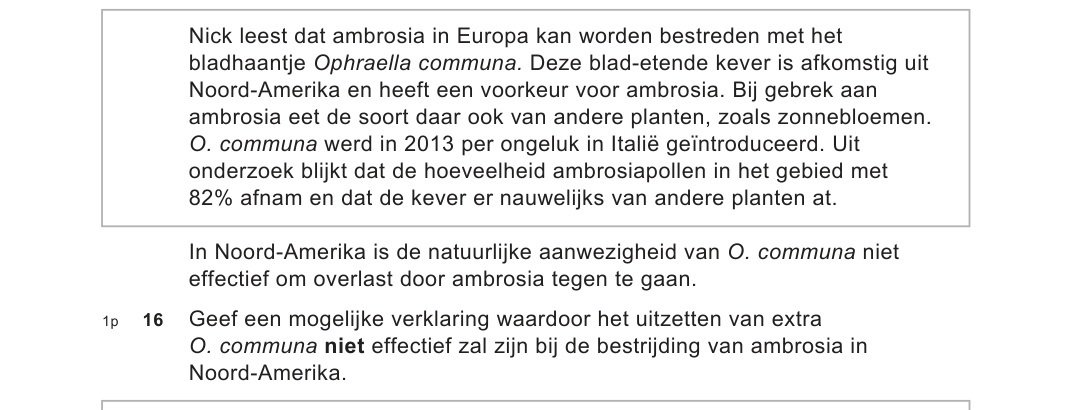 Nick leest dat ambrosia in Europa kan worden bestreden met het
bladhaantje Ophraella communa. Deze blad-etende kever is afkomstig uit
Noord-Amerika en heeft een voorkeur voor ambrosia. Bij gebrek aan
ambrosia eet de soort daar ook van andere planten, zoals zonnebloemen.
O. communa werd in 2013 per ongeluk in Italië geïntroduceerd. Uit
onderzoek blijkt dat de hoeveelheid ambrosiapollen in het gebied met
82% afnam en dat de kever er nauwelijks van andere planten at.
In Noord-Amerika is de natuurlijke aanwezigheid van O. communa niet
effectief om overlast door ambrosia tegen te gaan.
1p 16 Geef een mogelijke verklaring waardoor het uitzetten van extra
O. communa niet effectief zal zijn bij de bestrijding van ambrosia in
Noord-Amerika.